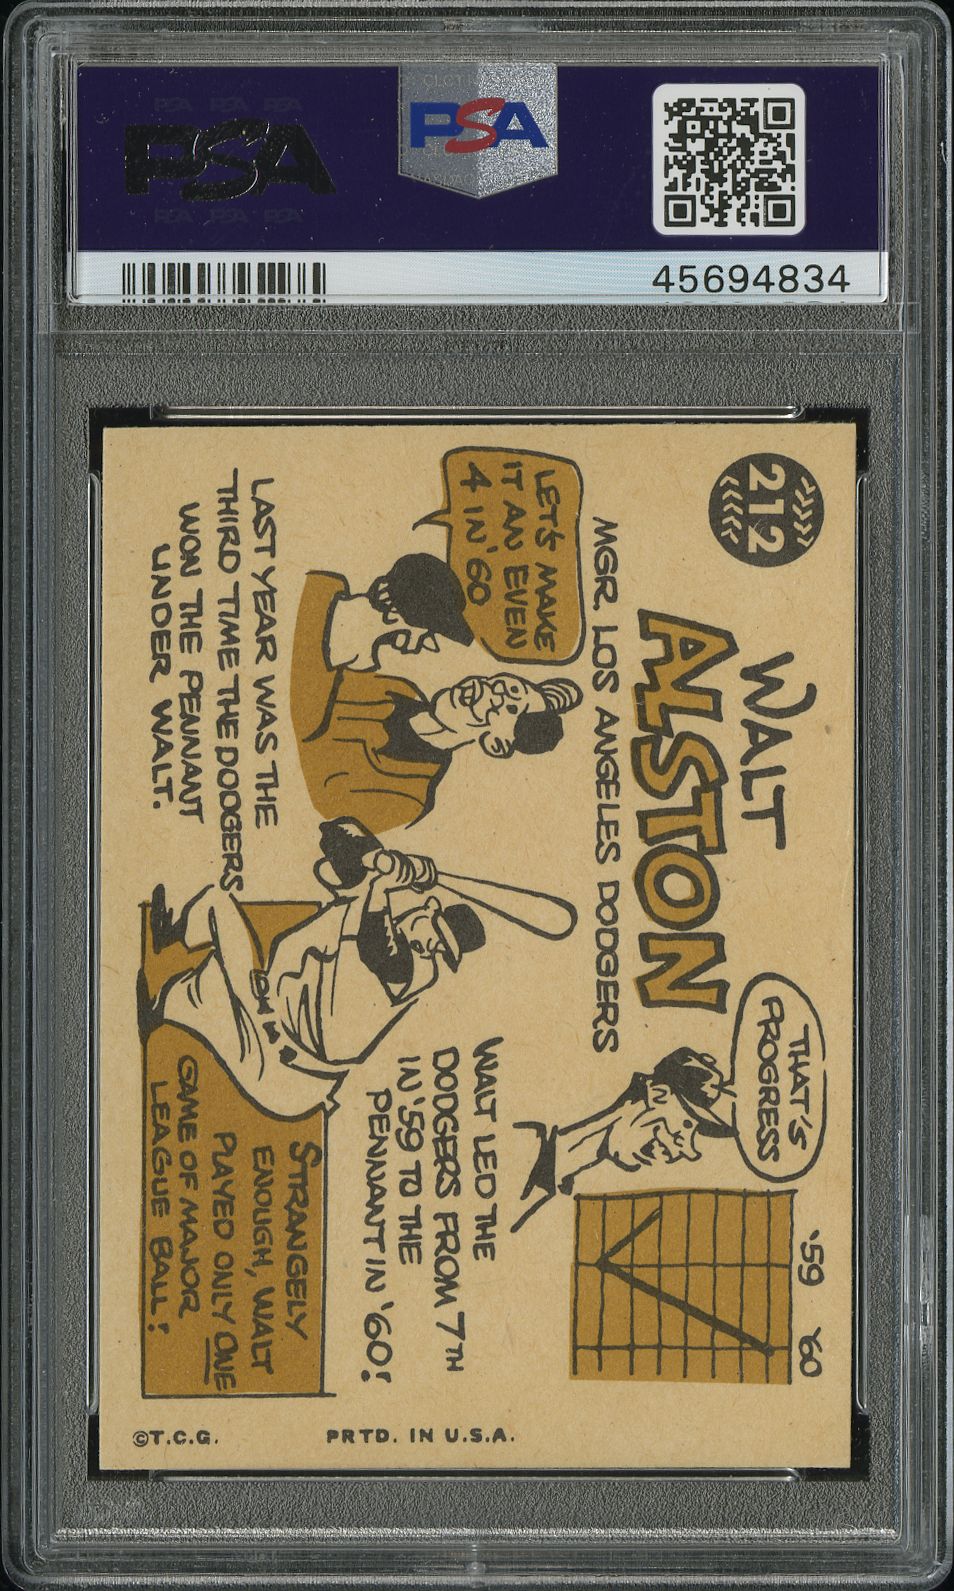 PSA
PSA
45694834
212
WALT
ALSTON
MGR. LOS ANGELES DODGERS
LET'S MAKE
IT AN EVEN
4 IN '60
LAST YEAR WAS THE
THIRD TIME THE DODGERS
WON THE PENNANT
UNDER WALT.
THAT'S
PROGRESS
'59 '60
WALT LED THE
DODGERS FROM 7TH
IN '59 TO THE
PENNANT IN '60!
STRANGELY
ENOUGH, WALT
PLAYED ONLY ONE
GAME OF MAJOR
LEAGUE BALL!
©T.C.G.
PRTD. IN U.S.A.